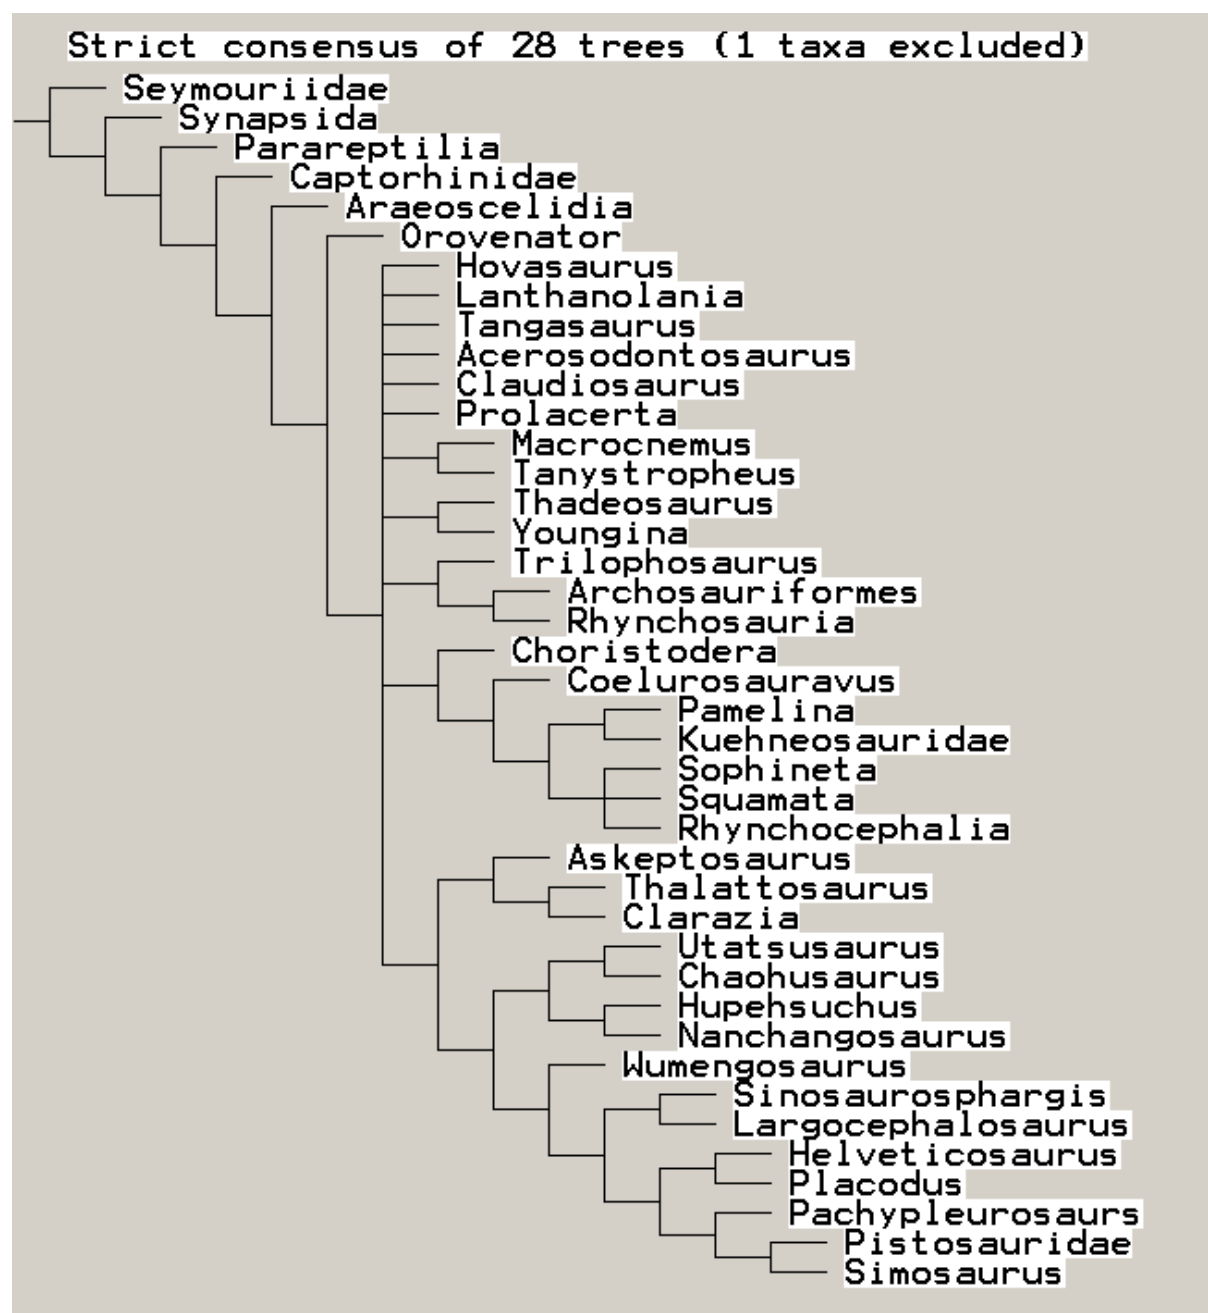 Strict consensus of 28 trees (1 taxa excluded)
Seymouriidae
Synapsida
Parareptilia
Captorhinidae
Araeoscelidia
Orovenator
Hovasaurus
Lanthanolania
Tangasaurus
Acerosodontosaurus
Claudiosaurus
Prolacerta
Macrocnemus
Tanystropheus
Thadeosaurus
Youngina
Trilophosaurus
Archosauriformes
Rhynchosauria
Choristodera
Coelurosauravus
Pamelina
Kuehneosauridae
Sophineta
Squamata
Rhynchocephalia
Askeptosaurus
Thalattosaurus
Clarazia
Utatsusaurus
Chaohusaurus
Hupehsuchus
Nanchangosaurus
Wumengosaurus
Sinosaurosphargis
Largocephalosaurus
Helveticosaurus
Placodus
Pachypleurosaurs
Pistosauridae
Simosaurus